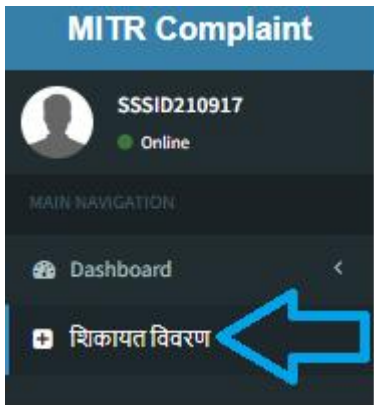 MITR Complaint
SSSID210917
Online
MAIN NAVIGATION
Dashboard
शिकायत विवरण